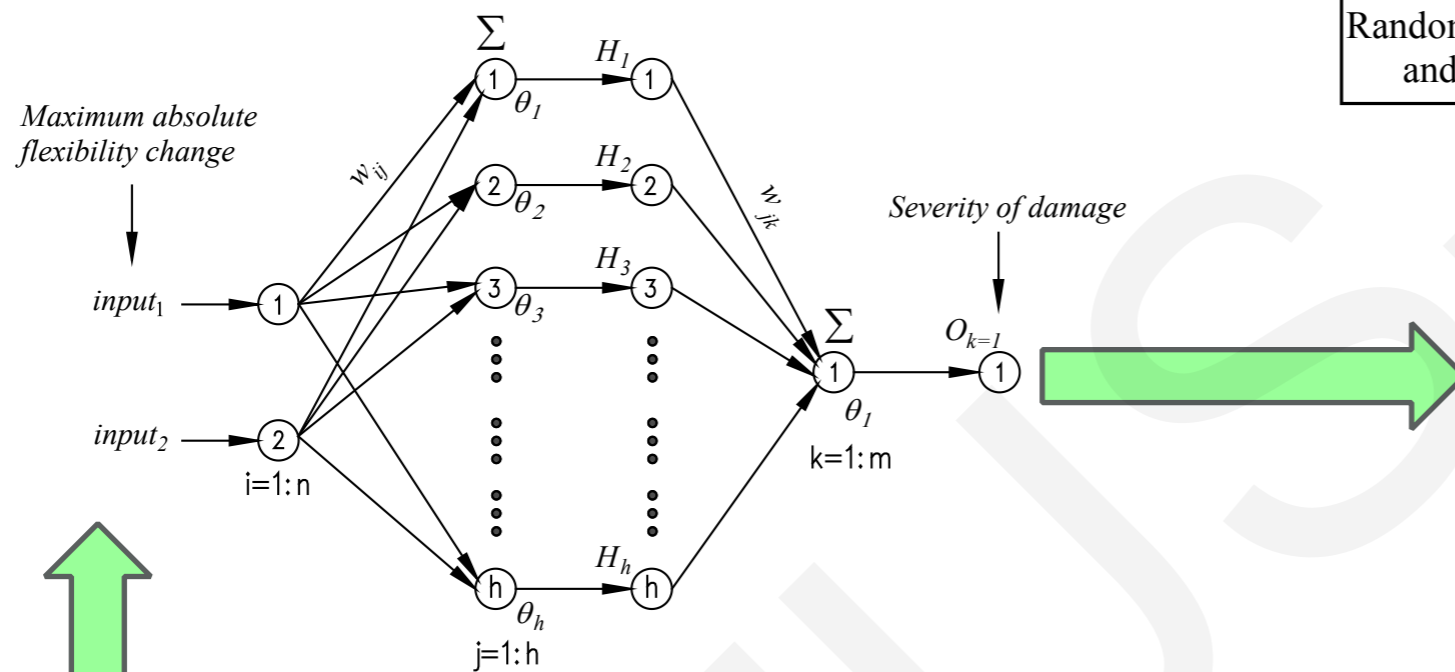 Random
and
Maximum absolute
flexibility change
input₁
input₂
1
2
i=1:n
w_ij
Σ
1
θ₁
2
θ₂
3
θ₃
h
θ_h
j=1:h
H₁
1
H₂
2
H₃
3
H_h
h
w_jk
Σ
1
θ₁
k=1:m
Severity of damage
O_k=1
1